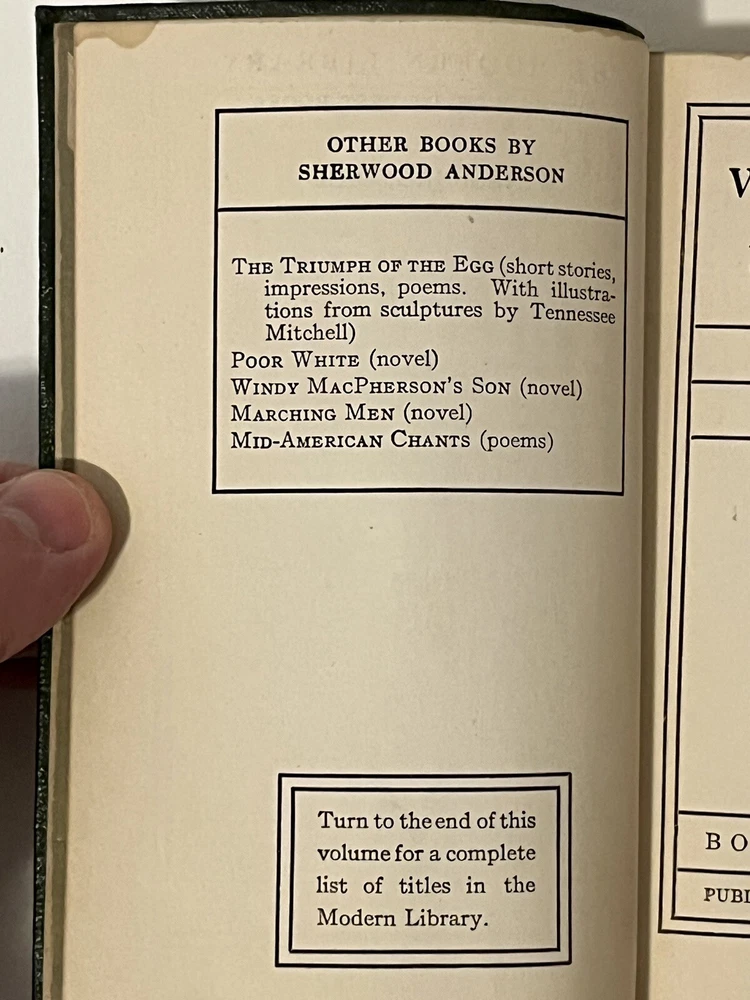 OTHER BOOKS BY
SHERWOOD ANDERSON
THE TRIUMPH OF THE EGG (short stories,
impressions, poems. With illustra-
tions from sculptures by Tennessee
Mitchell)
POOR WHITE (novel)
WINDY MACPHERSON'S SON (novel)
MARCHING MEN (novel)
MID-AMERICAN CHANTS (poems)
Turn to the end of this
volume for a complete
list of titles in the
Modern Library.
W
BO
PUBL